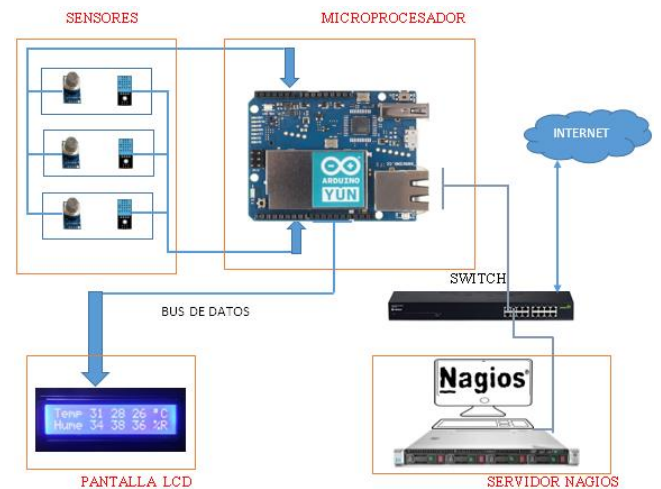 SENSORES
MICROPROCESADOR
ARDUINO
YUN
INTERNET
SWITCH
BUS DE DATOS
Temp 31 28 26 °C
Hume 34 38 36 %R
Nagios®
PANTALLA LCD
SERVIDOR NAGIOS